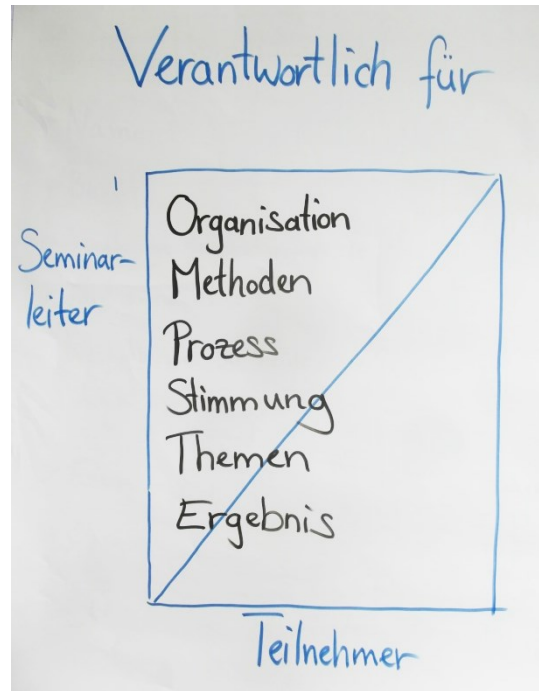 Verantwortlich für
Organisation
Seminar-
leiter
Methoden
Prozess
Stimmung
Themen
Ergebnis
Teilnehmer